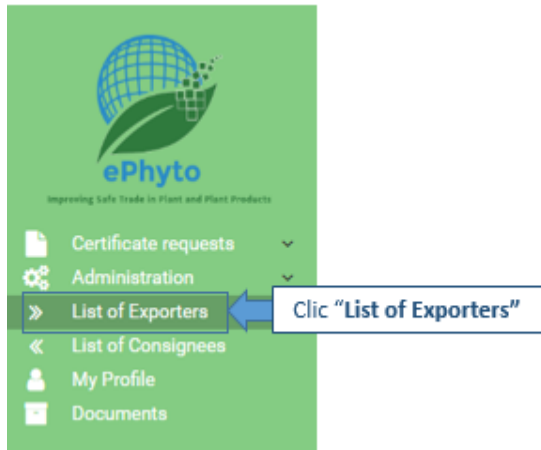 ePhyto
Improving Safe Trade in Plant and Plant Products
Certificate requests
Administration
List of Exporters
Clic “List of Exporters”
List of Consignees
My Profile
Documents